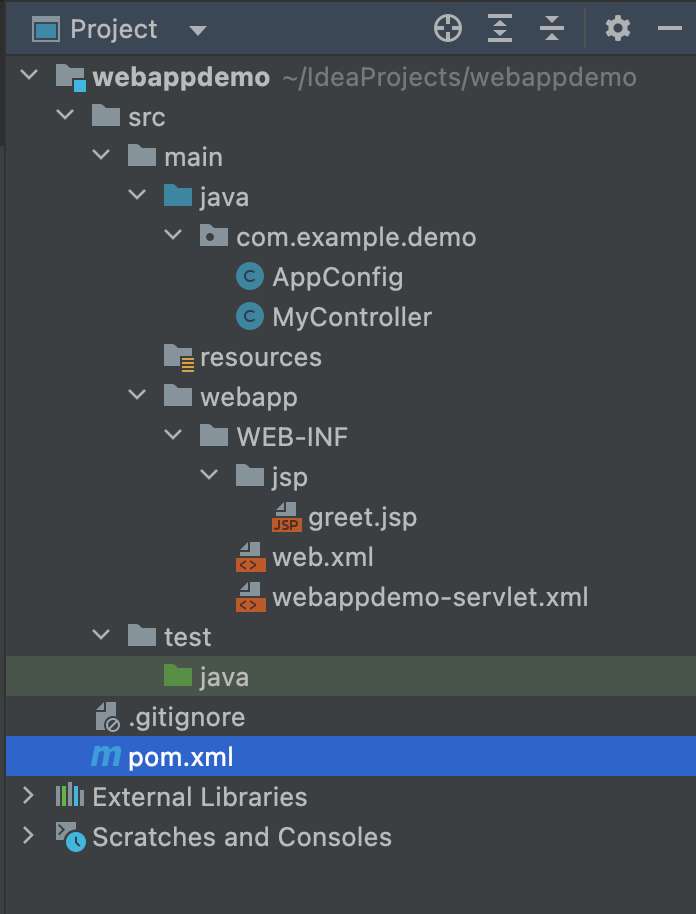 Project
webappdemo ~/IdeaProjects/webappdemo
src
main
java
com.example.demo
C AppConfig
C MyController
resources
webapp
WEB-INF
jsp
JSP greet.jsp
<> web.xml
<> webappdemo-servlet.xml
test
java
.gitignore
m pom.xml
External Libraries
Scratches and Consoles